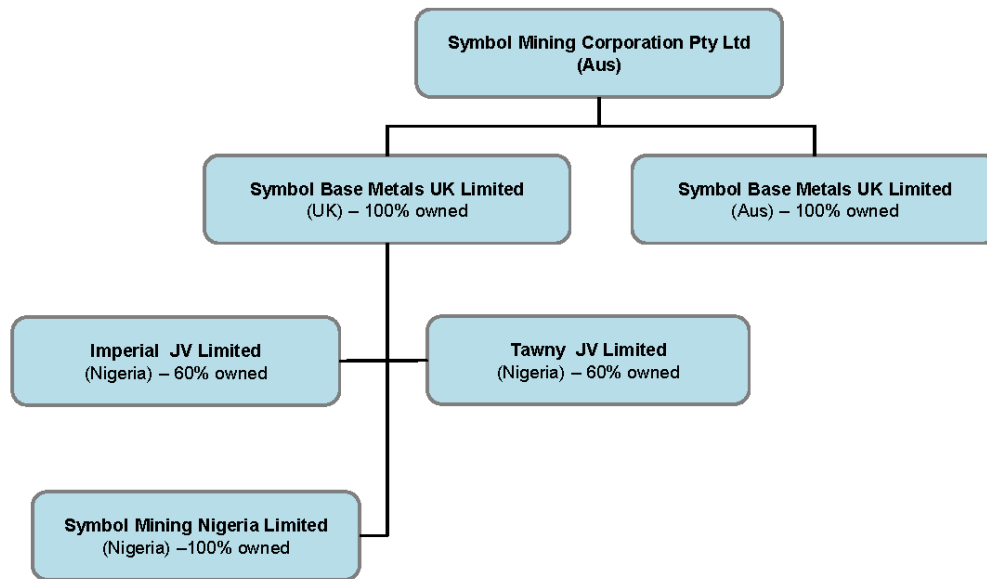 Symbol Mining Corporation Pty Ltd
(Aus)
Symbol Base Metals UK Limited
(UK) – 100% owned
Symbol Base Metals UK Limited
(Aus) – 100% owned
Imperial JV Limited
(Nigeria) – 60% owned
Tawny JV Limited
(Nigeria) – 60% owned
Symbol Mining Nigeria Limited
(Nigeria) –100% owned